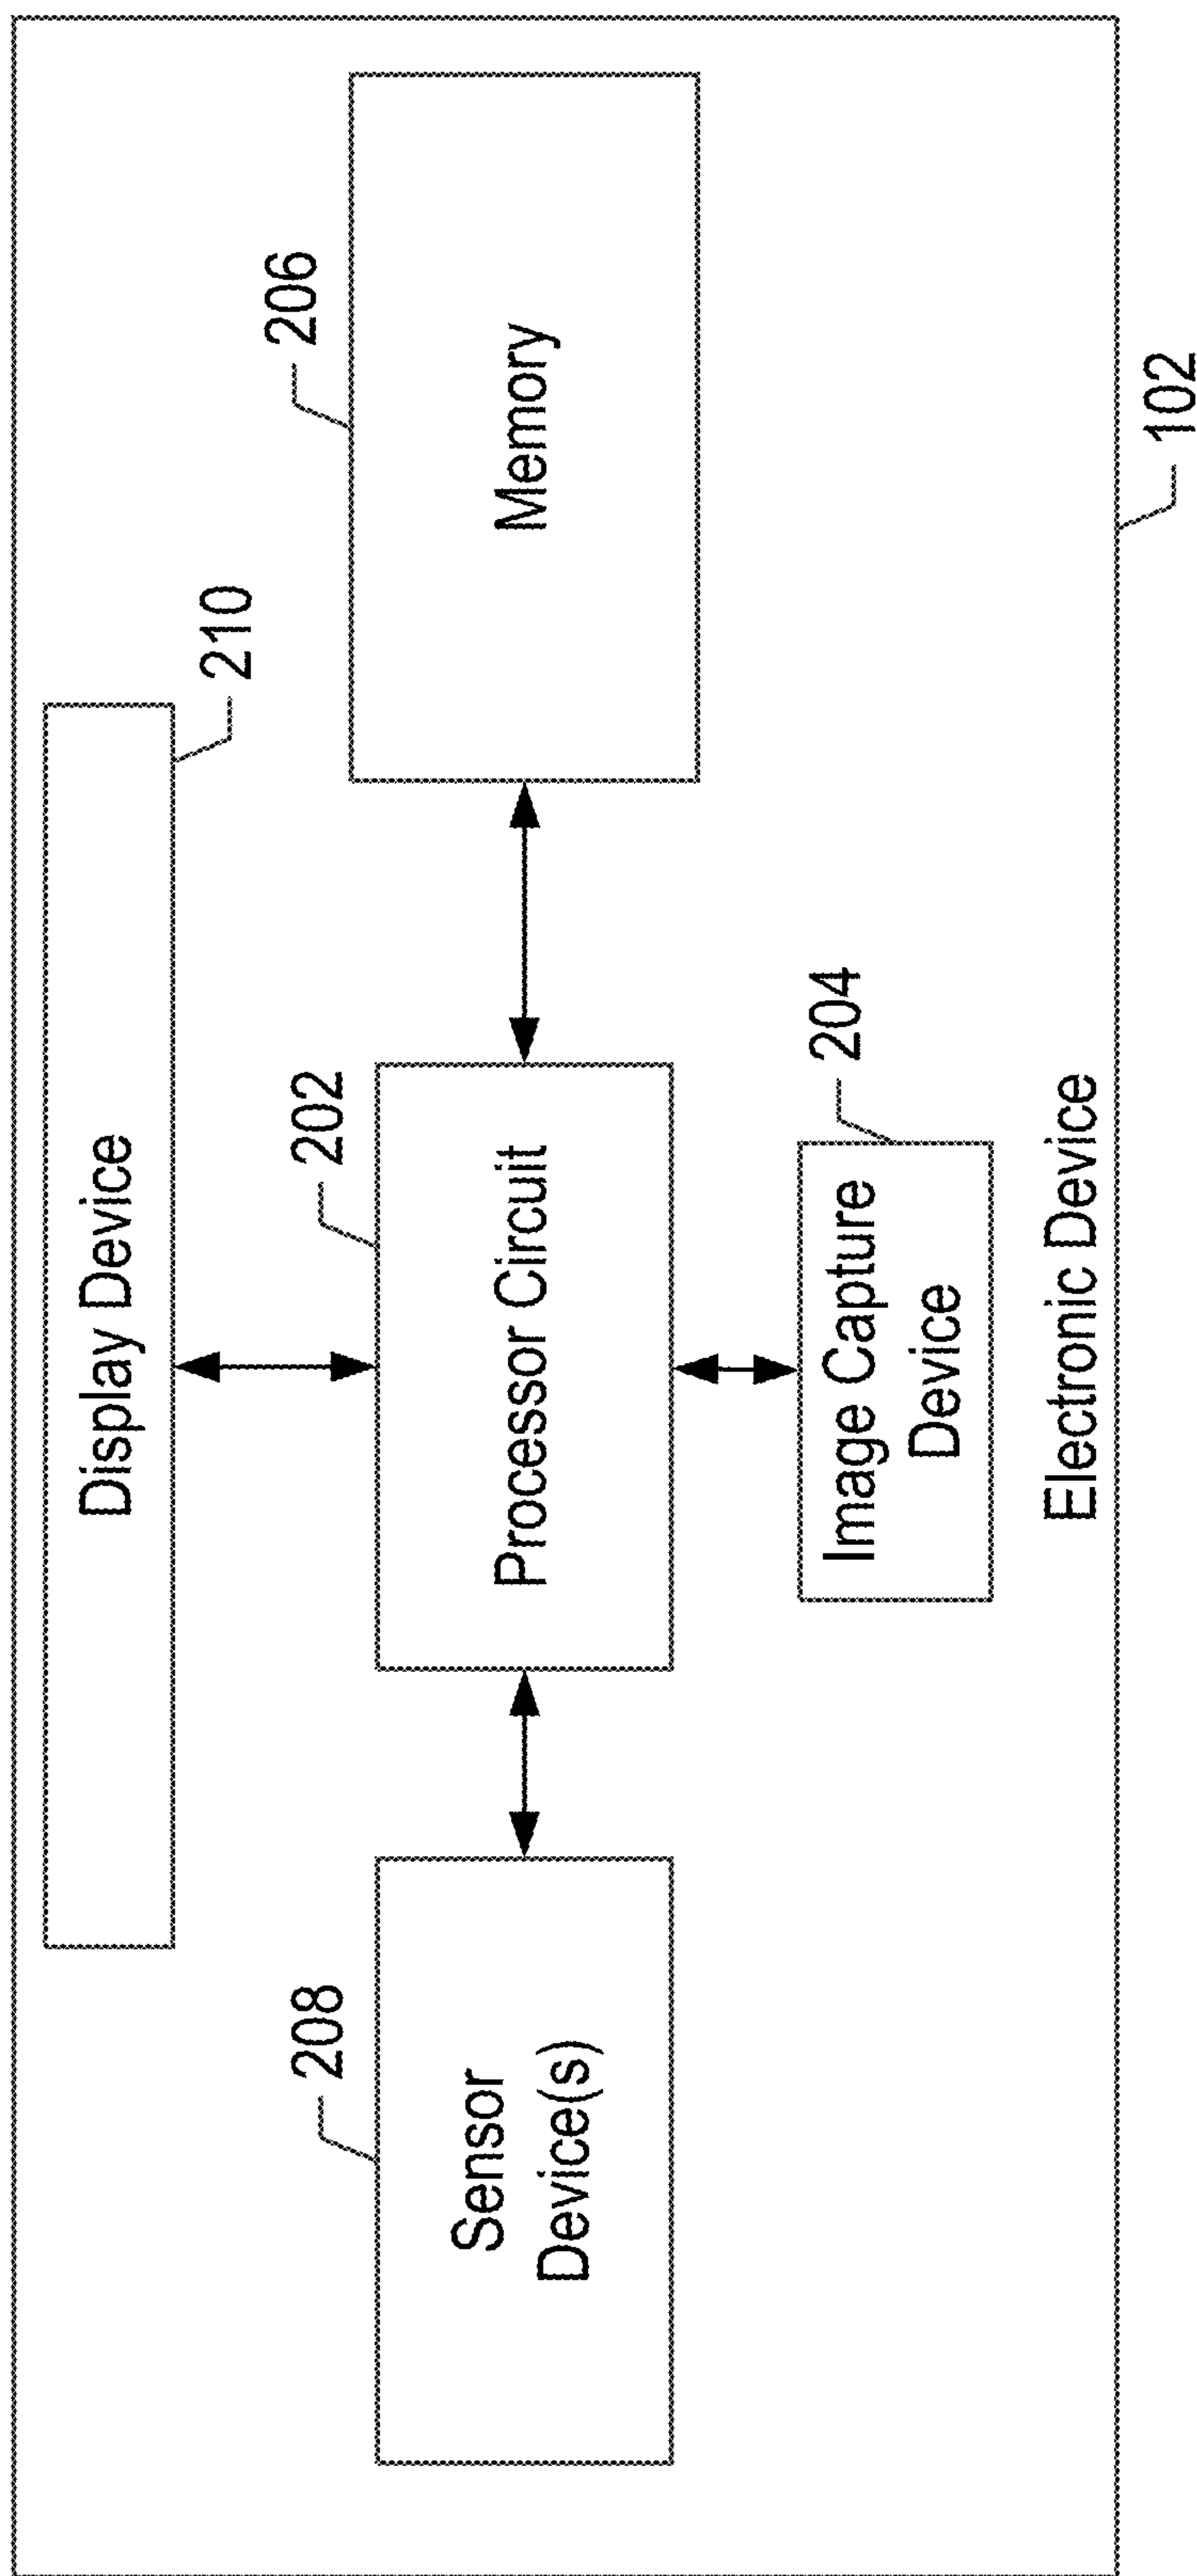 Display Device
210
206
Memory
202
Processor Circuit
208
Sensor
Device(s)
204
Image Capture
Device
Electronic Device
102